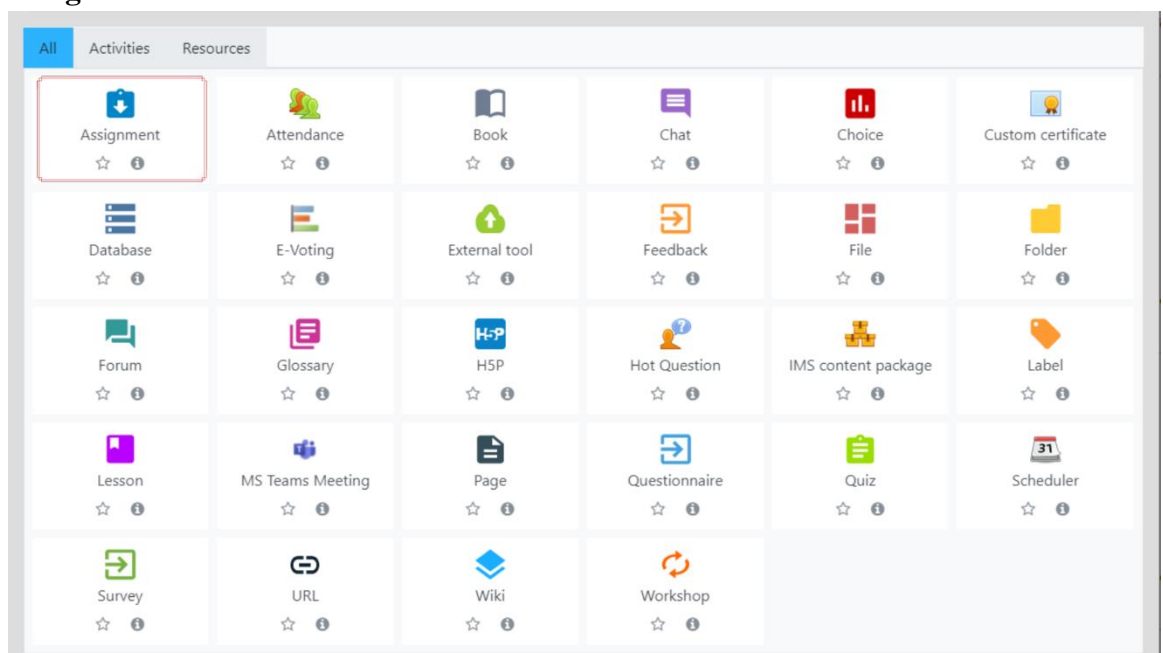 All Activities Resources
Assignment Attendance Book Chat Choice Custom certificate
Database E-Voting External tool Feedback File Folder
H5P
?
Forum Glossary H5P Hot Question IMS content package Label
31
Lesson MS Teams Meeting Page Questionnaire Quiz Scheduler
Survey URL Wiki Workshop